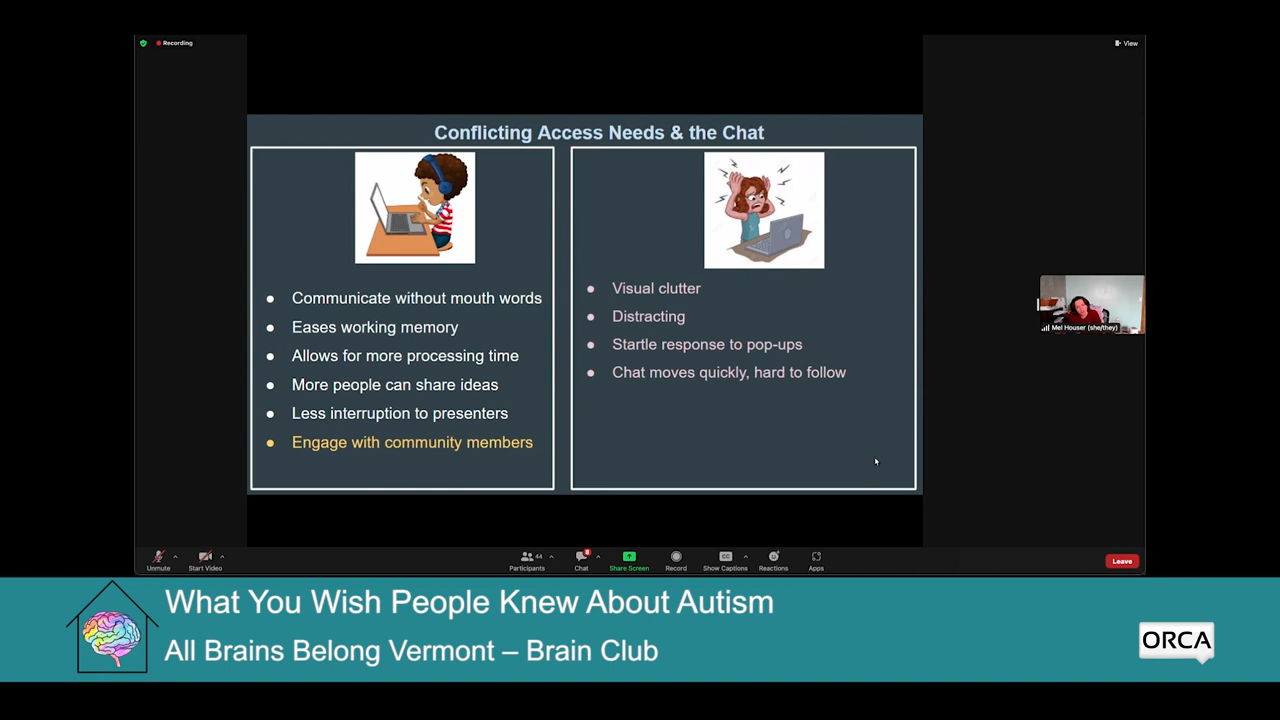 Recording
View
Conflicting Access Needs & the Chat
Communicate without mouth words
Eases working memory
Allows for more processing time
More people can share ideas
Less interruption to presenters
Engage with community members
Visual clutter
Distracting
Startle response to pop-ups
Chat moves quickly, hard to follow
Mel Houser (she/they)
44
8
CC
Unmute
Start Video
Participants
Chat
Share Screen
Record
Show Captions
Reactions
Apps
Leave
What You Wish People Knew About Autism
All Brains Belong Vermont – Brain Club
ORCA